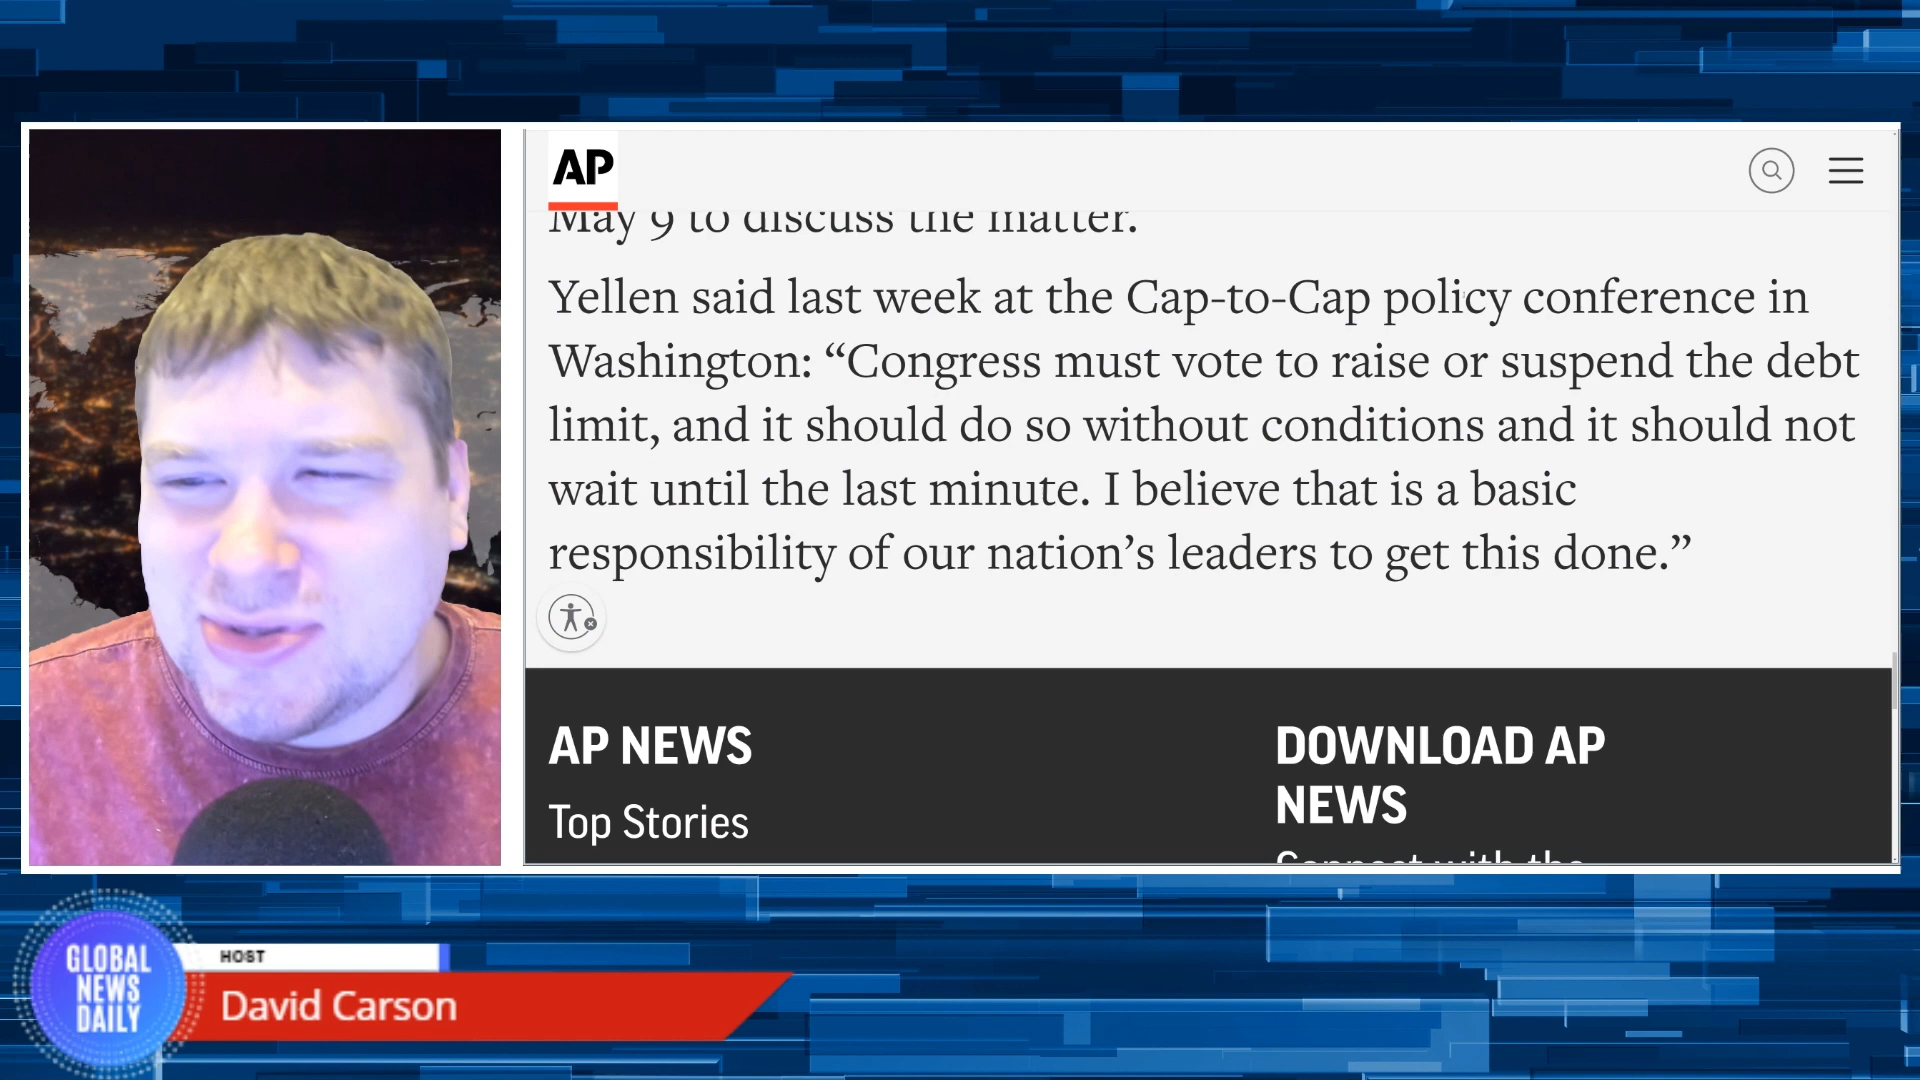 AP
May 9 to discuss the matter.
Yellen said last week at the Cap-to-Cap policy conference in
Washington: “Congress must vote to raise or suspend the debt
limit, and it should do so without conditions and it should not
wait until the last minute. I believe that is a basic
responsibility of our nation’s leaders to get this done.”
AP NEWS
Top Stories
DOWNLOAD AP
NEWS
Connect with the
GLOBAL
NEWS
DAILY
HOST
David Carson